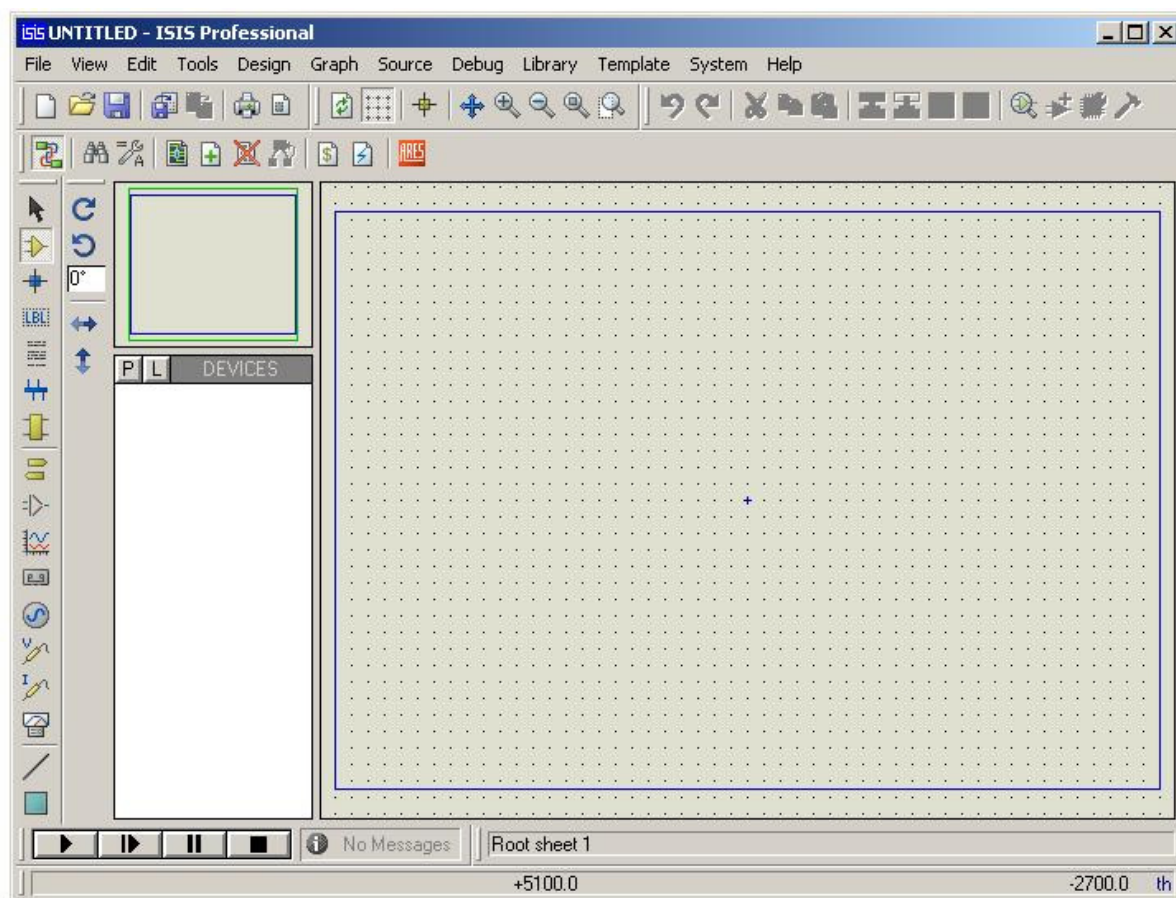 isis UNTITLED - ISIS Professional
File View Edit Tools Design Graph Source Debug Library Template System Help
A $ ARES
0°
LBL
P L DEVICES
V
I
No Messages Root sheet 1
+5100.0 -2700.0 th